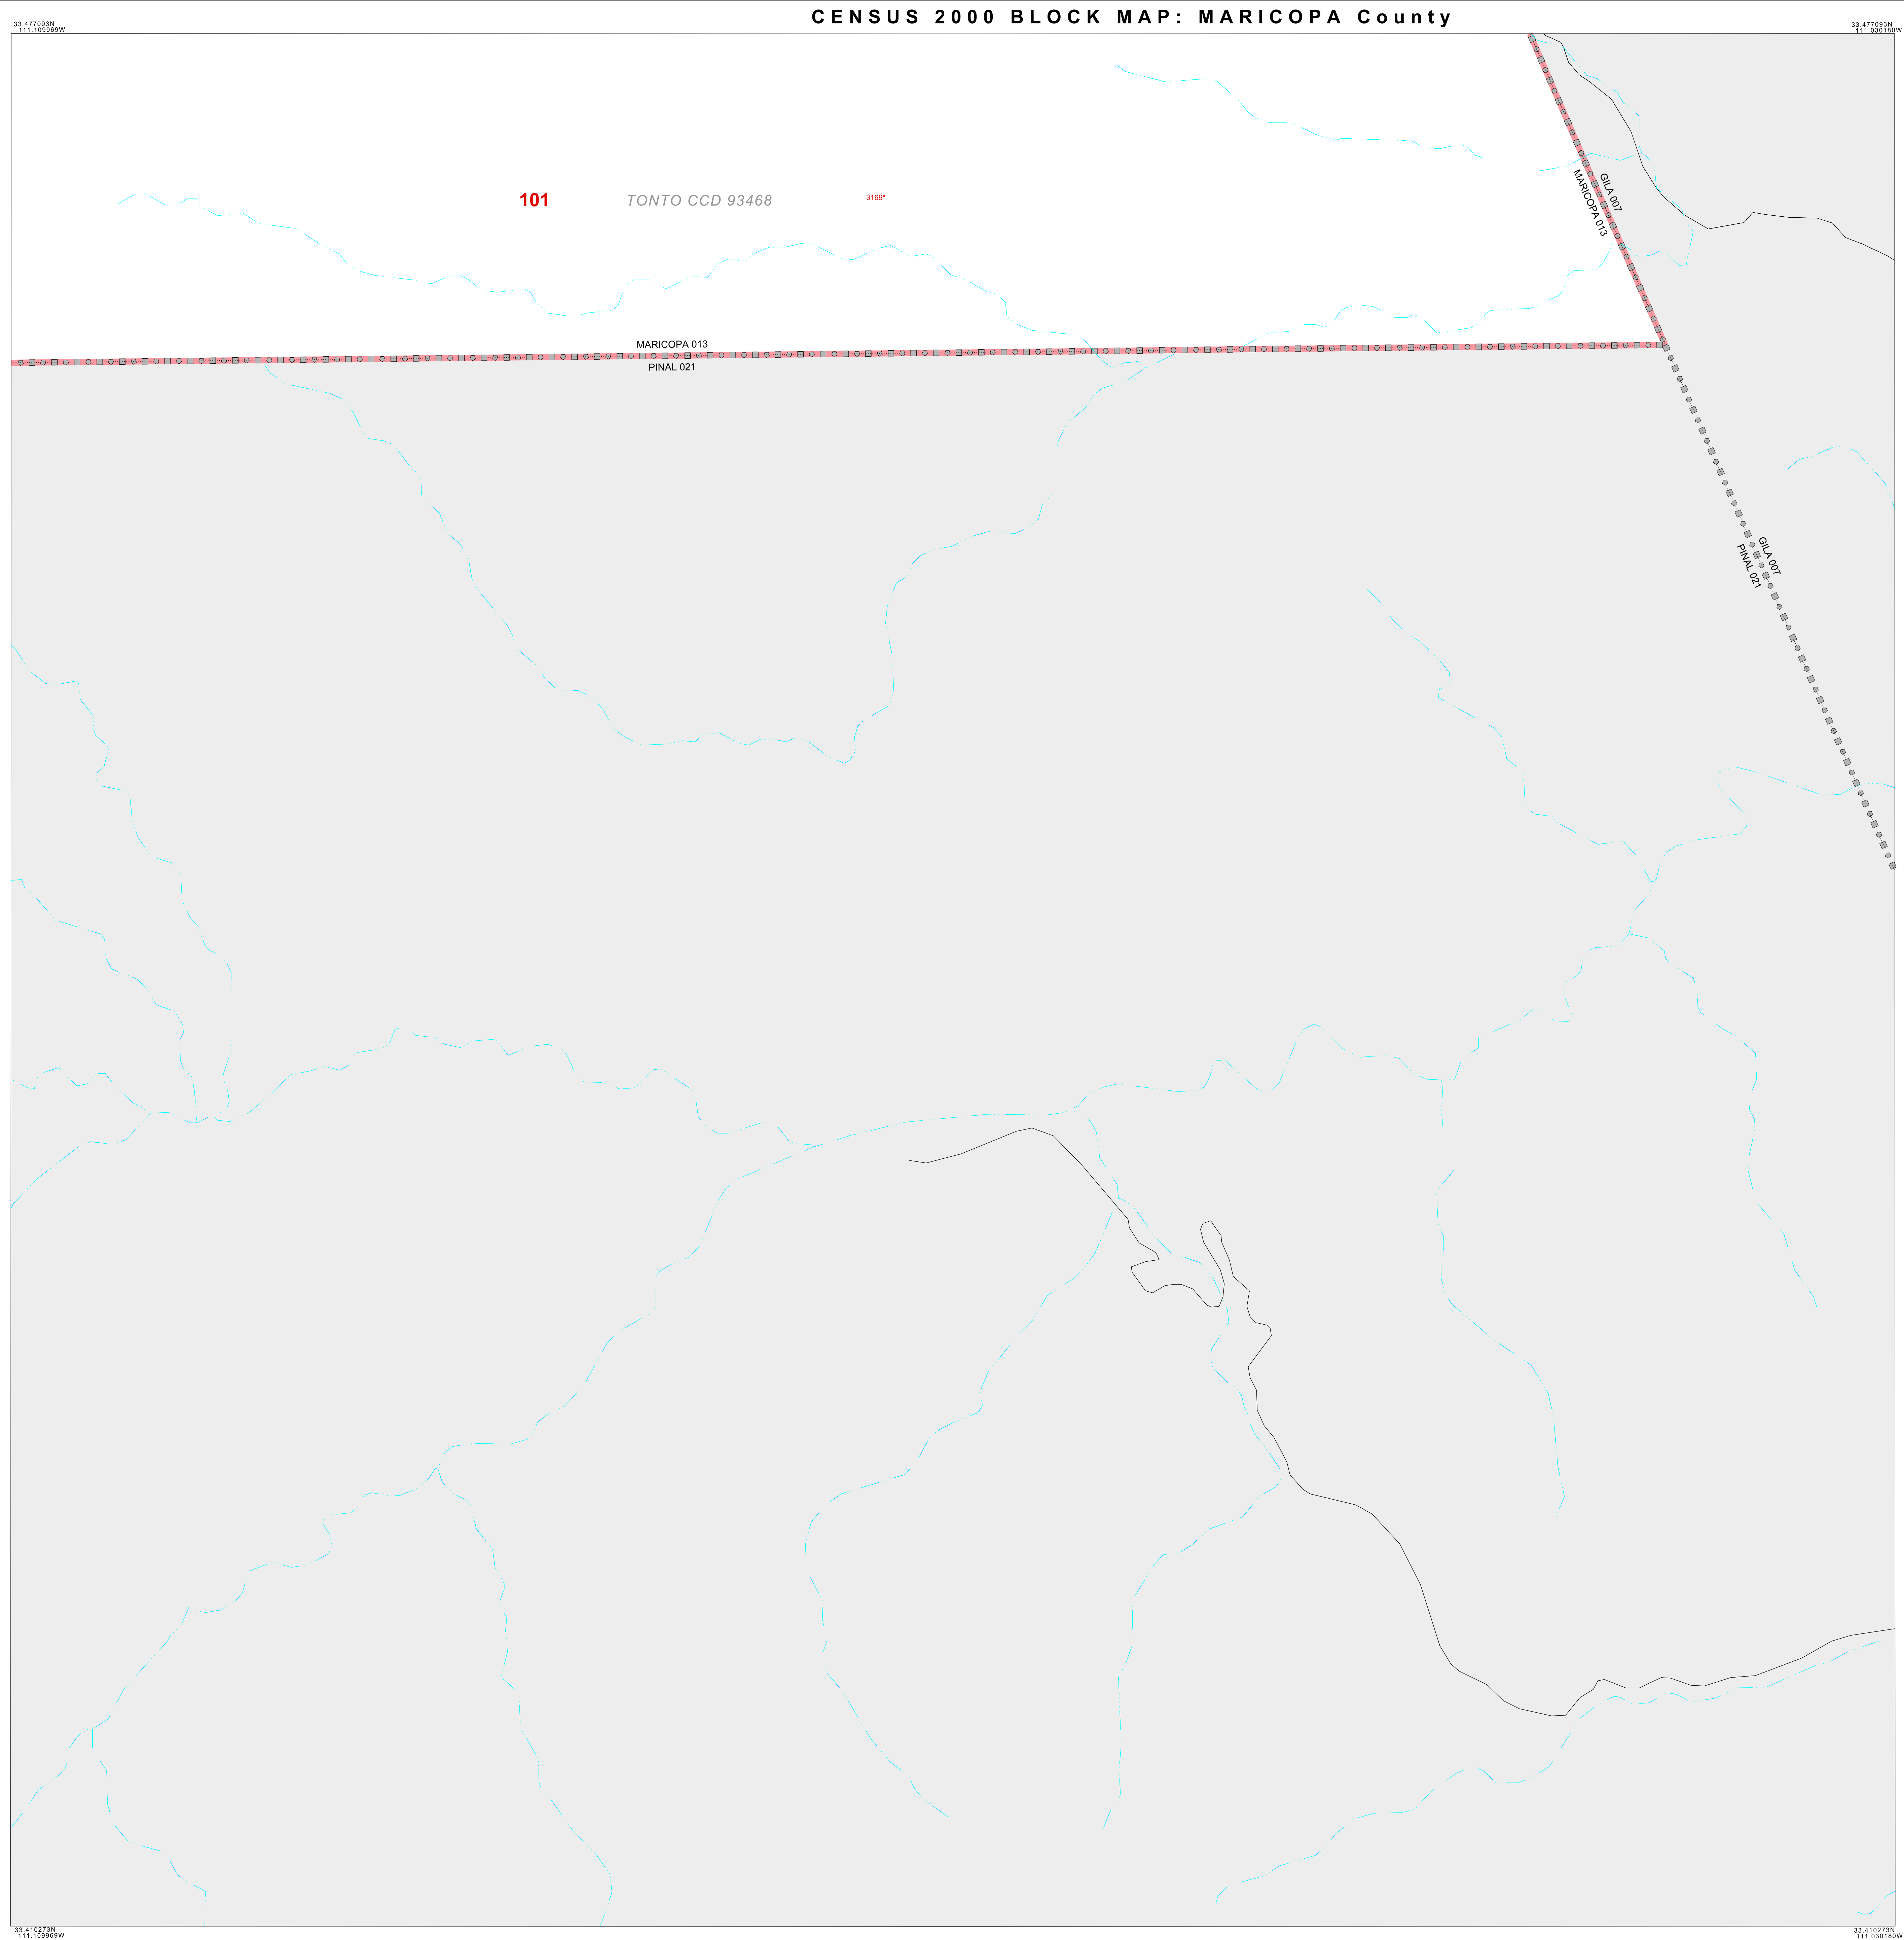 CENSUS 2000 BLOCK MAP: MARICOPA County
33.477093N
111.109969W
33.477093N
111.030180W
GILA 007
MARICOPA 013
101
TONTO CCD 93468
3169*
MARICOPA 013
PINAL 021
GILA 007
PINAL 021
33.410273N
111.109969W
33.410273N
111.030180W